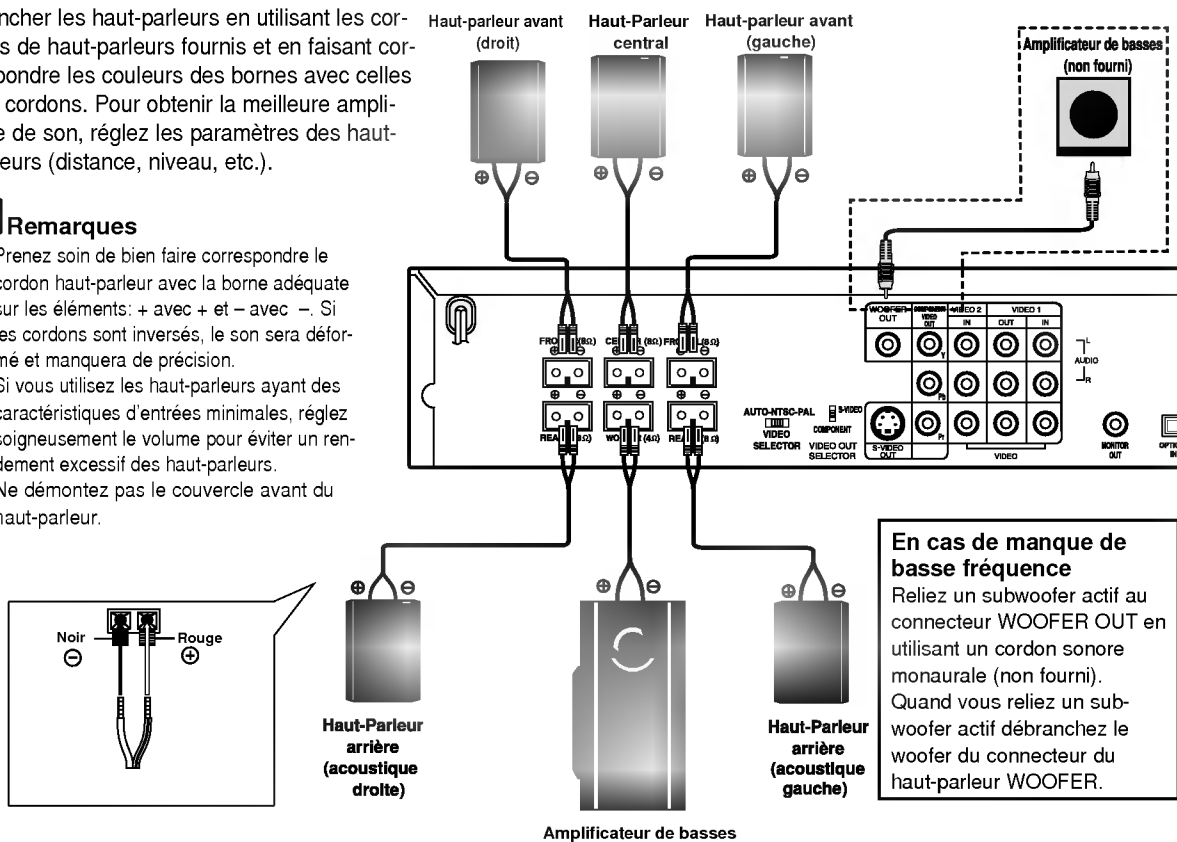 ncher les haut-parleurs en utilisant les cor-
s de haut-parleurs fournis et en faisant cor-
pondre les couleurs des bornes avec celles
cordons. Pour obtenir la meilleure ampli-
e de son, réglez les paramètres des haut-
eurs (distance, niveau, etc.).
Remarques
Prenez soin de bien faire correspondre le
cordon haut-parleur avec la borne adéquate
sur les éléments: + avec + et – avec –. Si
les cordons sont inversés, le son sera défor-
mé et manquera de précision.
Si vous utilisez les haut-parleurs ayant des
caractéristiques d'entrées minimales, réglez
soigneusement le volume pour éviter un ren-
dement excessif des haut-parleurs.
Ne démontez pas le couvercle avant du
haut-parleur.
Noir
⊖
Rouge
⊕
Haut-parleur avant
(droit)
Haut-Parleur
central
Haut-parleur avant
(gauche)
Amplificateur de basses
(non fourni)
⊕ ⊖
⊕ ⊖
⊕ ⊖
WOOFER
OUT
COMPONENT
VIDEO
OUT
VIDEO 2
IN
VIDEO 1
OUT
IN
Y
Pb
Pr
L
AUDIO
R
(8Ω)
(8Ω)
(8Ω)
⊕ ⊖
⊕ ⊖
⊕ ⊖
⊕ ⊖
⊕ ⊖
⊕ ⊖
(4Ω)
AUTO-NTSC-PAL
VIDEO
SELECTOR
S-VIDEO
COMPONENT
VIDEO OUT
SELECTOR
S-VIDEO
OUT
VIDEO
MONITOR
OUT
⊕ ⊖
⊕ ⊖
⊕ ⊖
Haut-Parleur
arrière
(acoustique
droite)
Amplificateur de basses
Haut-Parleur
arrière
(acoustique
gauche)
En cas de manque de
basse fréquence
Reliez un subwoofer actif au
connecteur WOOFER OUT en
utilisant un cordon sonore
monaurale (non fourni).
Quand vous reliez un sub-
woofer actif débranchez le
woofer du connecteur du
haut-parleur WOOFER.